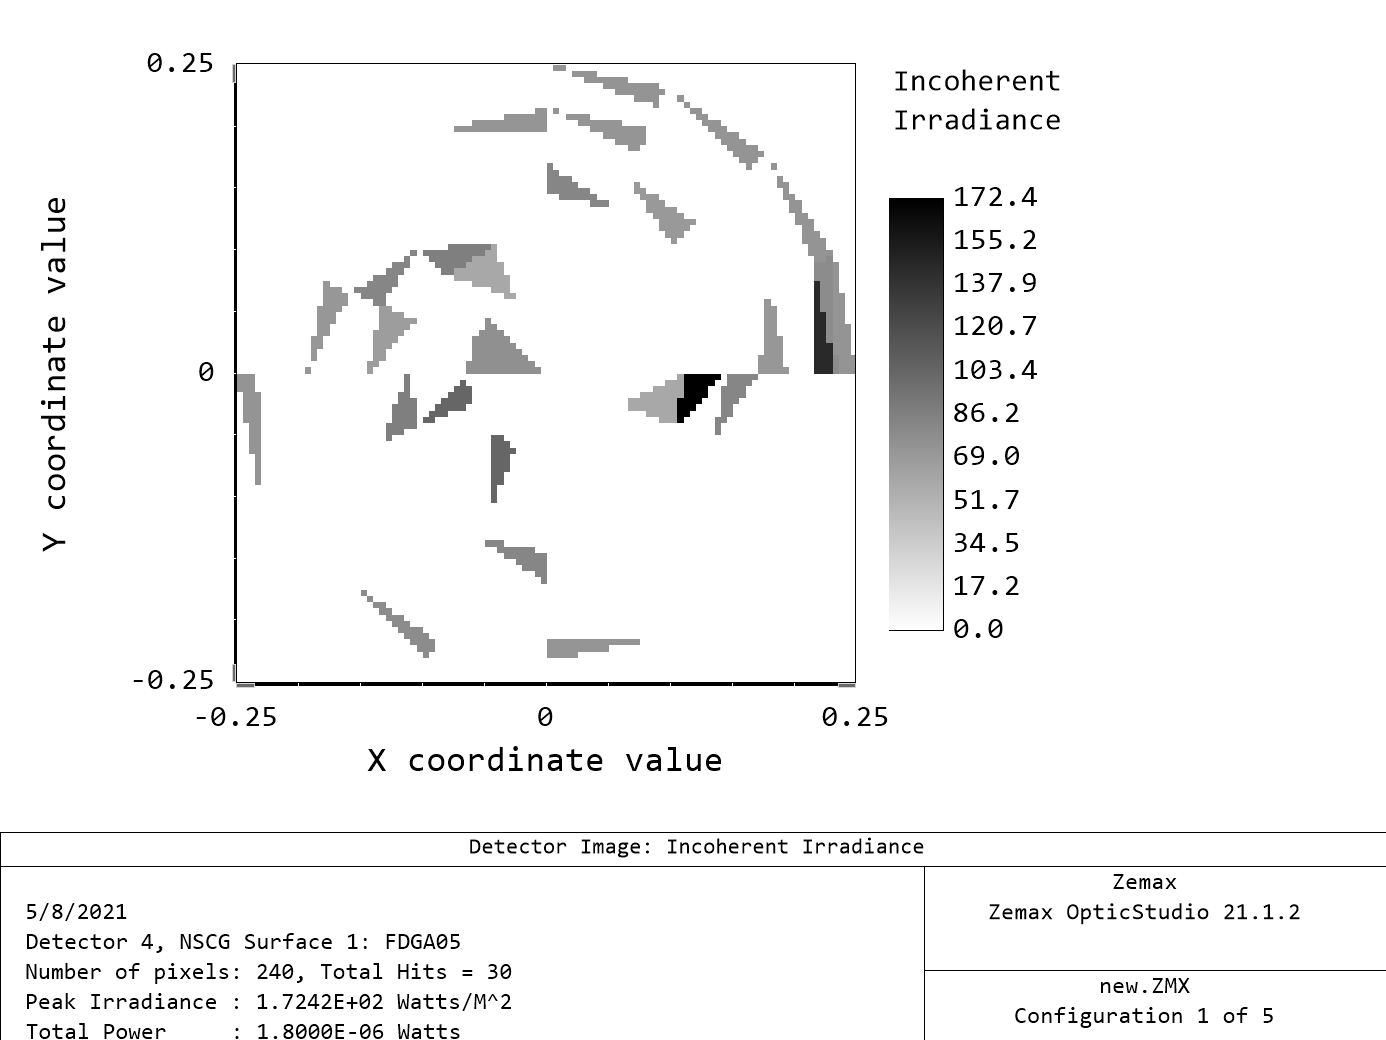 0.25
0
-0.25
Y coordinate value
-0.25
0
0.25
X coordinate value
Incoherent
Irradiance
172.4
155.2
137.9
120.7
103.4
86.2
69.0
51.7
34.5
17.2
0.0
Detector Image: Incoherent Irradiance
5/8/2021
Detector 4, NSCG Surface 1: FDGA05
Number of pixels: 240, Total Hits = 30
Peak Irradiance : 1.7242E+02 Watts/M^2
Total Power     : 1.8000E-06 Watts
Zemax
Zemax OpticStudio 21.1.2
new.ZMX
Configuration 1 of 5